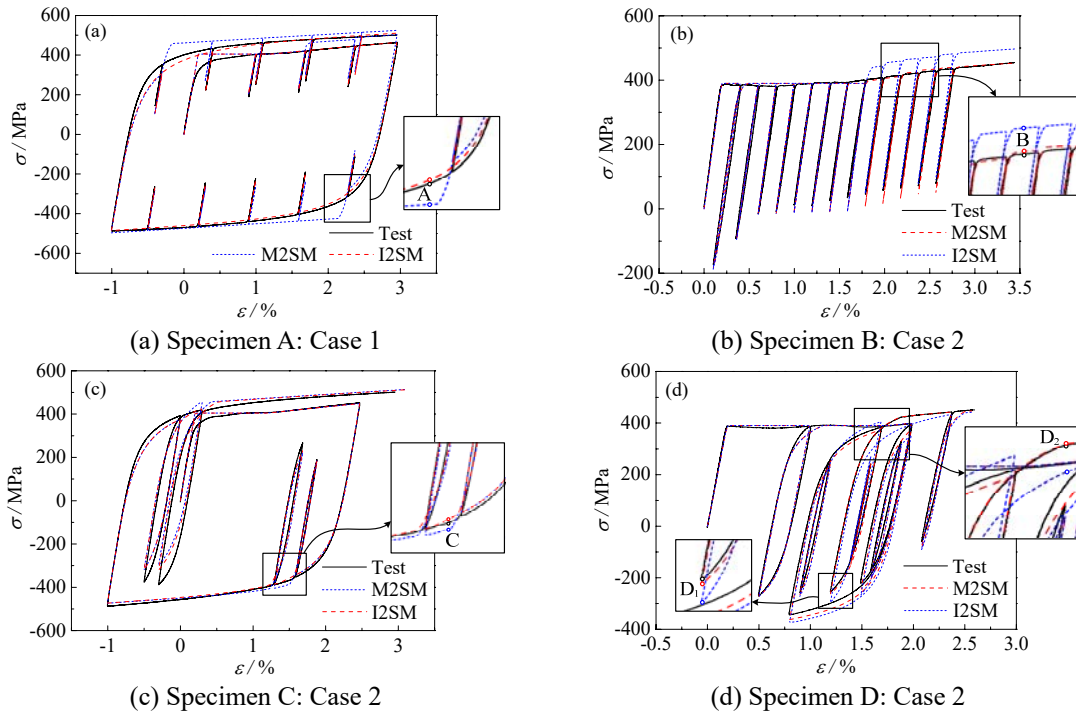 (a)
600
400
200
0
-200
-400
-600
σ / MPa
A
Test
M2SM
I2SM
-1
0
1
2
3
ε / %
(a) Specimen A: Case 1
(b)
600
400
200
0
-200
σ / MPa
B
Test
M2SM
I2SM
-0.5
0.0
0.5
1.0
1.5
2.0
2.5
3.0
3.5
ε / %
(b) Specimen B: Case 2
(c)
600
400
200
0
-200
-400
-600
σ / MPa
C
Test
M2SM
I2SM
-1
0
1
2
3
ε / %
(c) Specimen C: Case 2
(d)
600
400
200
0
-200
-400
σ / MPa
D2
D1
Test
M2SM
I2SM
0.0
0.5
1.0
1.5
2.0
2.5
3.0
ε / %
(d) Specimen D: Case 2